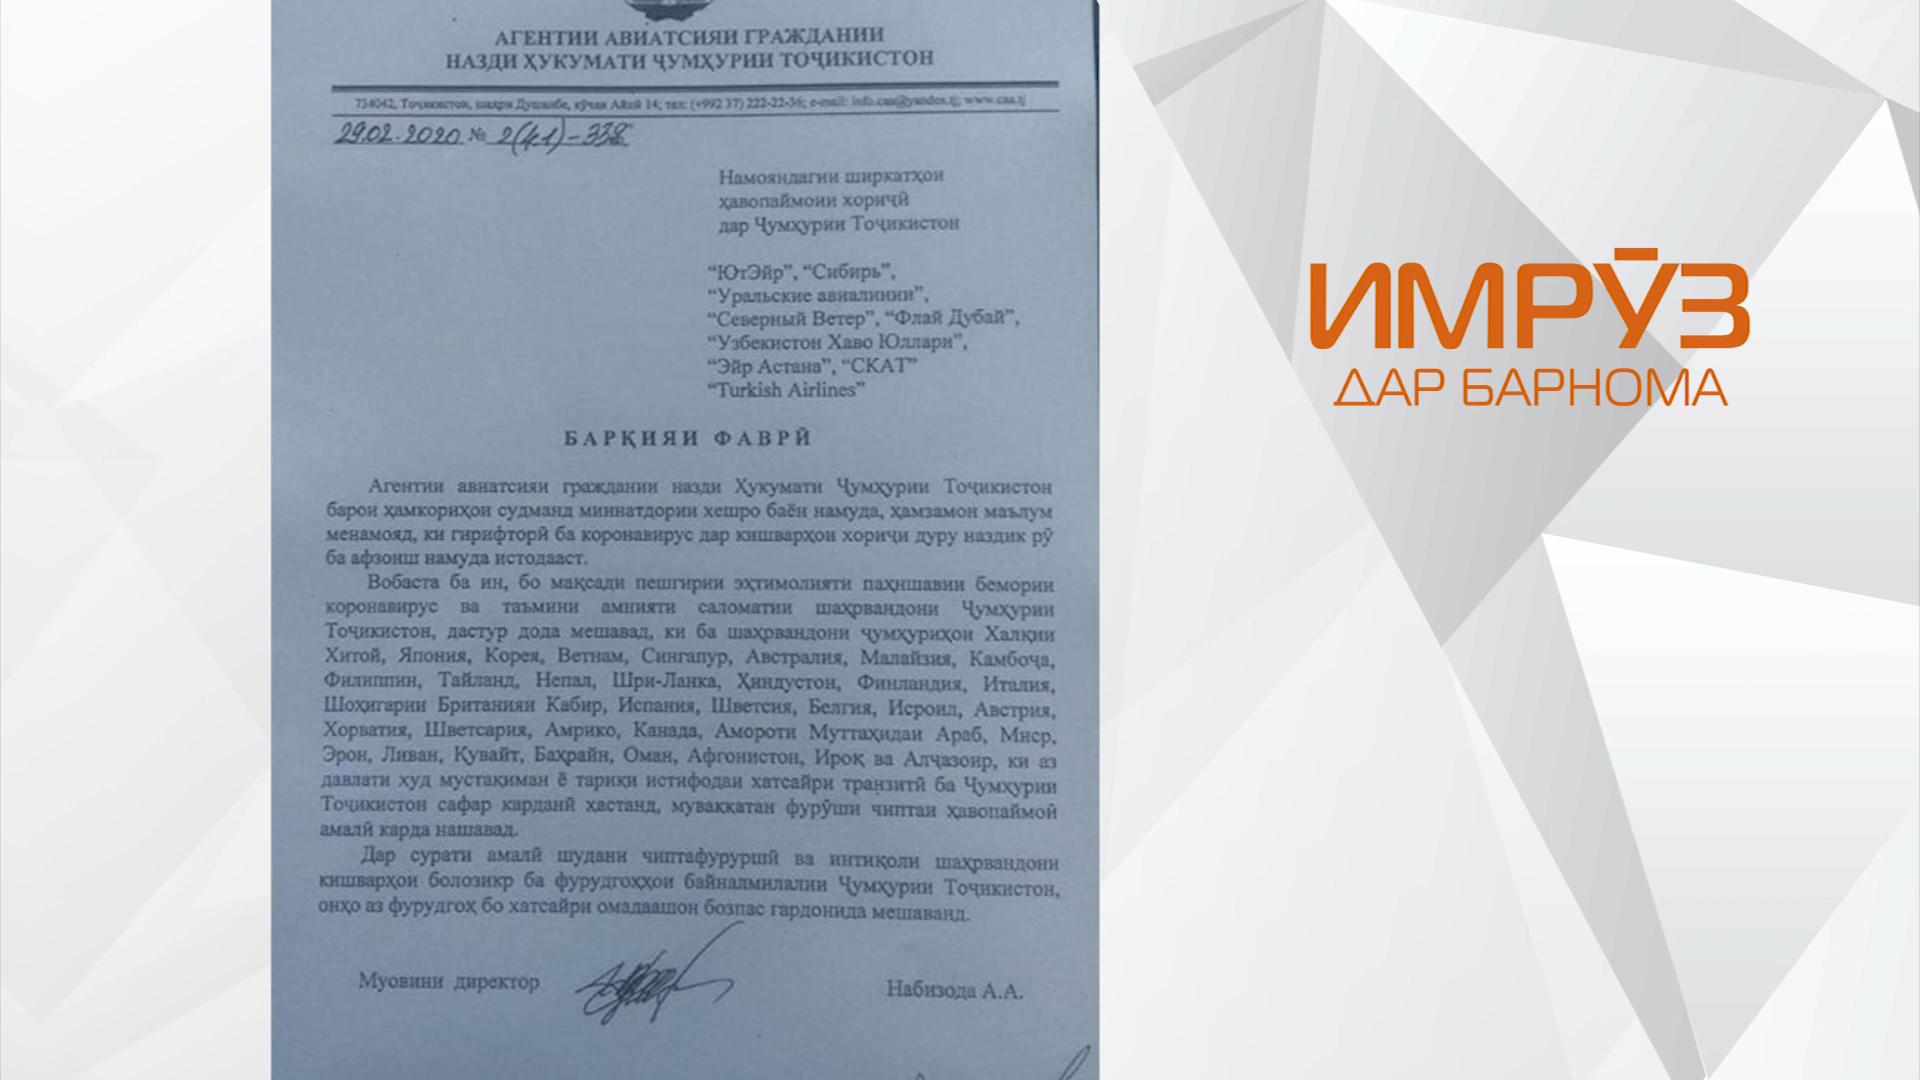 АГЕНТИИ АВИАТСИЯИ ГРАЖДАНИИ
НАЗДИ ҲУКУМАТИ ҶУМҲУРИИ ТОҶИКИСТОН
734042, Тоҷикистон, шаҳри Душанбе, кӯчаи Айнӣ 14; тел: (+992 37) 222-22-36; e-mail: info.caa@yandex.tj; www.caa.tj
29.02.2020 № 2(4.1)-338
Намояндагии ширкатҳои
ҳавопаймоии хориҷӣ
дар Ҷумҳурии Тоҷикистон
“ЮтЭйр”, “Сибирь”,
“Уральские авиалинии”,
“Северный Ветер”, “Флай Дубай”,
“Узбекистон Хаво Юллари”,
“Эйр Астана”, “СКАТ”
“Turkish Airlines”
БАРҚИЯИ ФАВРӢ
Агентии авиатсияи граждании назди Ҳукумати Ҷумҳурии Тоҷикистон
барои ҳамкориҳои судманд миннатдории хешро баён намуда, ҳамзамон маълум
менамояд, ки гирифторӣ ба коронавирус дар кишварҳои хориҷи дуру наздик рӯ
ба афзоиш намуда истодааст.
Вобаста ба ин, бо мақсади пешгирии эҳтимолияти паҳншавии бемории
коронавирус ва таъмини амнияти саломатии шаҳрвандони Ҷумҳурии
Тоҷикистон, дастур дода мешавад, ки ба шаҳрвандони ҷумҳуриҳои Халқии
Хитой, Япония, Корея, Ветнам, Сингапур, Австралия, Малайзия, Камбоҷа,
Филиппин, Тайланд, Непал, Шри-Ланка, Ҳиндустон, Финландия, Италия,
Шоҳигарии Британияи Кабир, Испания, Шветсия, Белгия, Исроил, Австрия,
Хорватия, Шветсария, Амрико, Канада, Амороти Муттаҳидаи Араб, Миср,
Эрон, Ливан, Қувайт, Баҳрайн, Оман, Афғонистон, Ироқ ва Алҷазоир, ки аз
давлати худ мустақиман ё тариқи истифодаи хатсайри транзитӣ ба Ҷумҳурии
Тоҷикистон сафар карданӣ ҳастанд, муваққатан фурӯши чиптаи ҳавопаймоӣ
амалӣ карда нашавад.
Дар сурати амалӣ шудани чиптафуруршӣ ва интиқоли шаҳрвандони
кишварҳои болозикр ба фурудгоҳҳои байналмилалии Ҷумҳурии Тоҷикистон,
онҳо аз фурудгоҳ бо хатсайри омадаашон бозпас гардонида мешаванд.
Муовини директор
Набизода А.А.
ИМРӮЗ
ДАР БАРНОМА